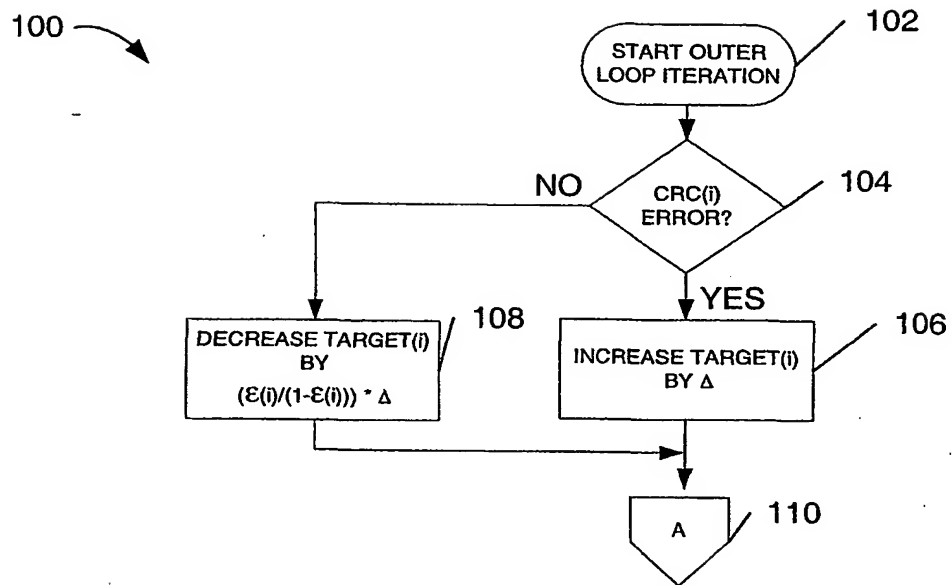 100
START OUTER
LOOP ITERATION
102
CRC(i)
ERROR?
104
NO
YES
DECREASE TARGET(i)
BY
(ε(i)/(1-ε(i))) * Δ
108
INCREASE TARGET(i)
BY Δ
106
A
110